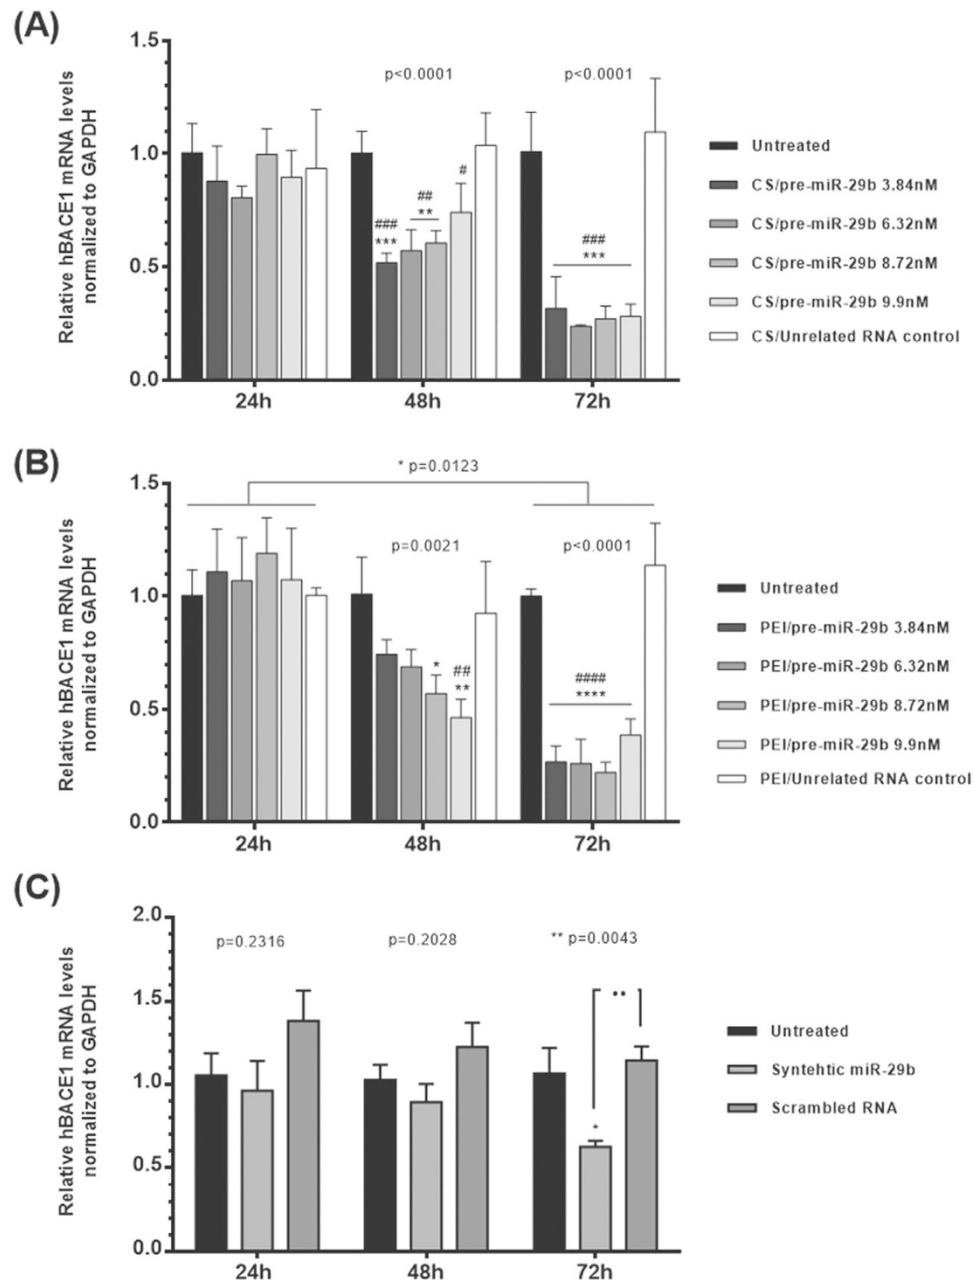 (A)
Relative hBACE1 mRNA levels
normalized to GAPDH
1.5
1.0
0.5
0.0
p<0.0001
p<0.0001
###
***
##
**
#
###
***
24h
48h
72h
Untreated
CS/pre-miR-29b 3.84nM
CS/pre-miR-29b 6.32nM
CS/pre-miR-29b 8.72nM
CS/pre-miR-29b 9.9nM
CS/Unrelated RNA control
(B)
Relative hBACE1 mRNA levels
normalized to GAPDH
1.5
1.0
0.5
0.0
* p=0.0123
p=0.0021
p<0.0001
*
##
**
####
****
24h
48h
72h
Untreated
PEI/pre-miR-29b 3.84nM
PEI/pre-miR-29b 6.32nM
PEI/pre-miR-29b 8.72nM
PEI/pre-miR-29b 9.9nM
PEI/Unrelated RNA control
(C)
Relative hBACE1 mRNA levels
normalized to GAPDH
2.0
1.5
1.0
0.5
0.0
p=0.2316
p=0.2028
** p=0.0043
**
*
24h
48h
72h
Untreated
Syntehtic miR-29b
Scrambled RNA